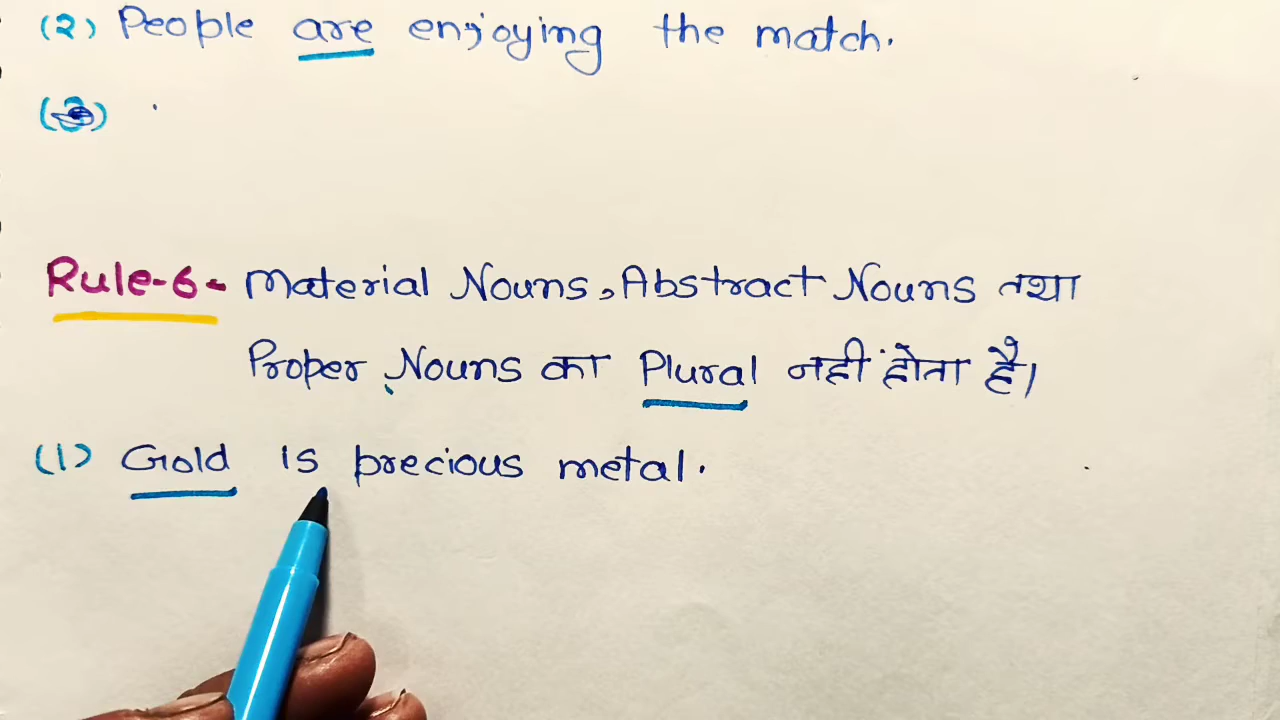 (2) People are enjoying the match.
(3)
Rule-6- Material Nouns, Abstract Nouns तथा
Proper Nouns का Plural नहीं होता है।
(1) Gold is precious metal.